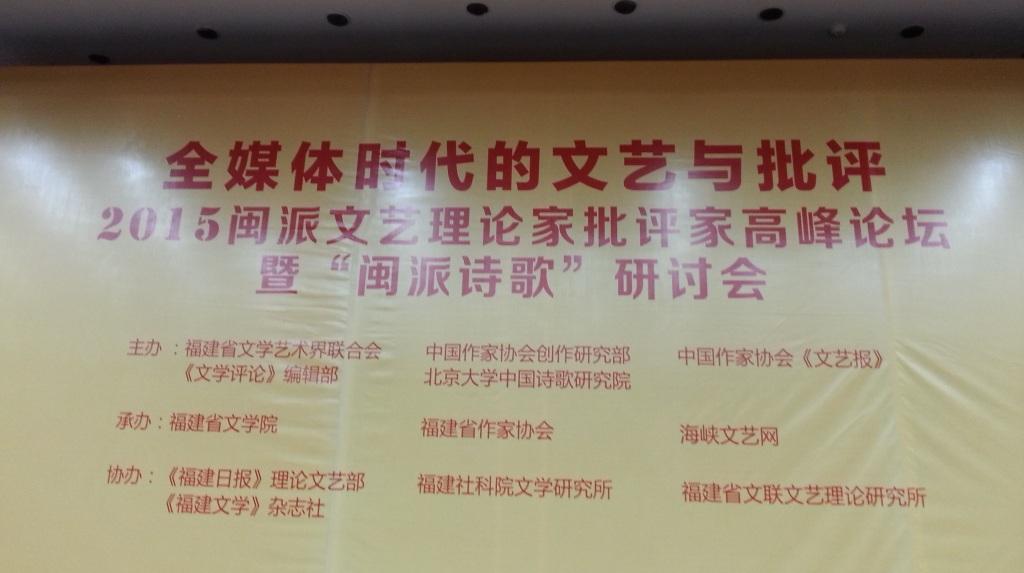 全媒体时代的文艺与批评
2015闽派文艺理论家批评家高峰论坛
暨“闽派诗歌”研讨会
主办：福建省文学艺术界联合会 中国作家协会创作研究部 中国作家协会《文艺报》
《文学评论》编辑部 北京大学中国诗歌研究院
承办：福建省文学院 福建省作家协会 海峡文艺网
协办：《福建日报》理论文艺部 福建社科院文学研究所 福建省文联文艺理论研究所
《福建文学》杂志社